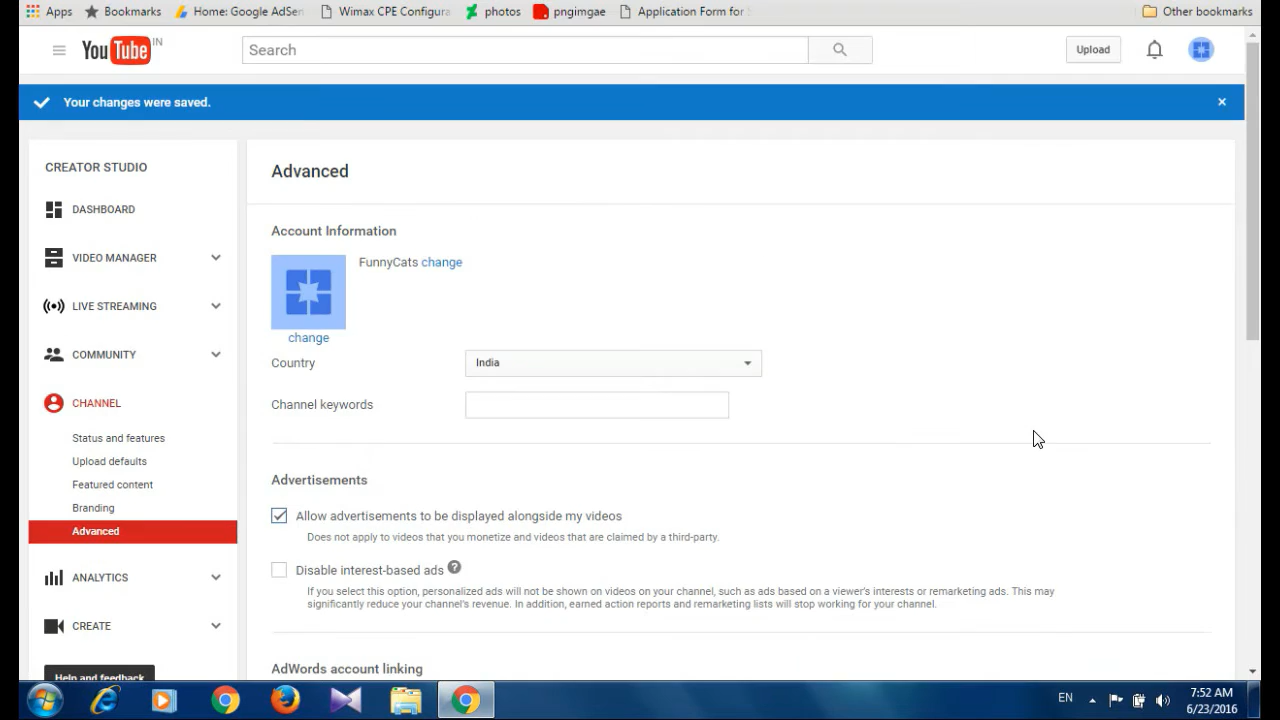 Apps Bookmarks Home: Google AdSen Wimax CPE Configura photos pngimgae Application Form for Other bookmarks
YouTube IN Search Upload
Your changes were saved.
CREATOR STUDIO
DASHBOARD
VIDEO MANAGER
LIVE STREAMING
COMMUNITY
CHANNEL
Status and features
Upload defaults
Featured content
Branding
Advanced
ANALYTICS
CREATE
Help and feedback
Advanced
Account Information
FunnyCats change
change
Country India
Channel keywords
Advertisements
Allow advertisements to be displayed alongside my videos
Does not apply to videos that you monetize and videos that are claimed by a third-party.
Disable interest-based ads ?
If you select this option, personalized ads will not be shown on videos on your channel, such as ads based on a viewer's interests or remarketing ads. This may
significantly reduce your channel's revenue. In addition, earned action reports and remarketing lists will stop working for your channel.
AdWords account linking
EN 7:52 AM
6/23/2016